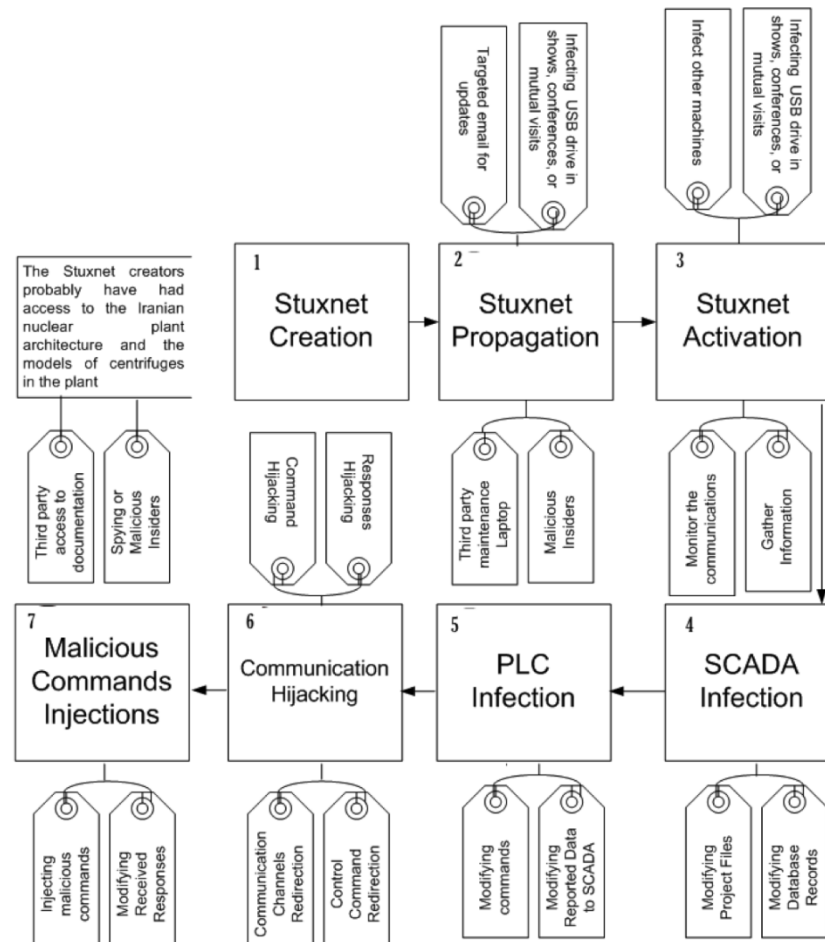 Targeted email for
updates
Infecting USB drive in
shows, conferences, or
mutual visits
Infect other machines
Infecting USB drive in
shows, conferences, or
mutual visits
The Stuxnet creators
probably have had
access to the Iranian
nuclear plant
architecture and the
models of centrifuges
in the plant
1
Stuxnet
Creation
2
Stuxnet
Propagation
3
Stuxnet
Activation
Third party
access to
documentation
Spying or
Malicious
Insiders
Command
Hijacking
Responses
Hijacking
Third party
maintenance
Laptop
Malicious
Insiders
Monitor the
communications
Gather
Information
7
Malicious
Commands
Injections
6
Communication
Hijacking
5
PLC
Infection
4
SCADA
Infection
Injecting
malicious
commands
Modifying
Received
Responses
Communication
Channels
Redirection
Control
Command
Redirection
Modifying
commands
Modifying
Reported Data
to SCADA
Modifying
Project Files
Modifying
Database
Records